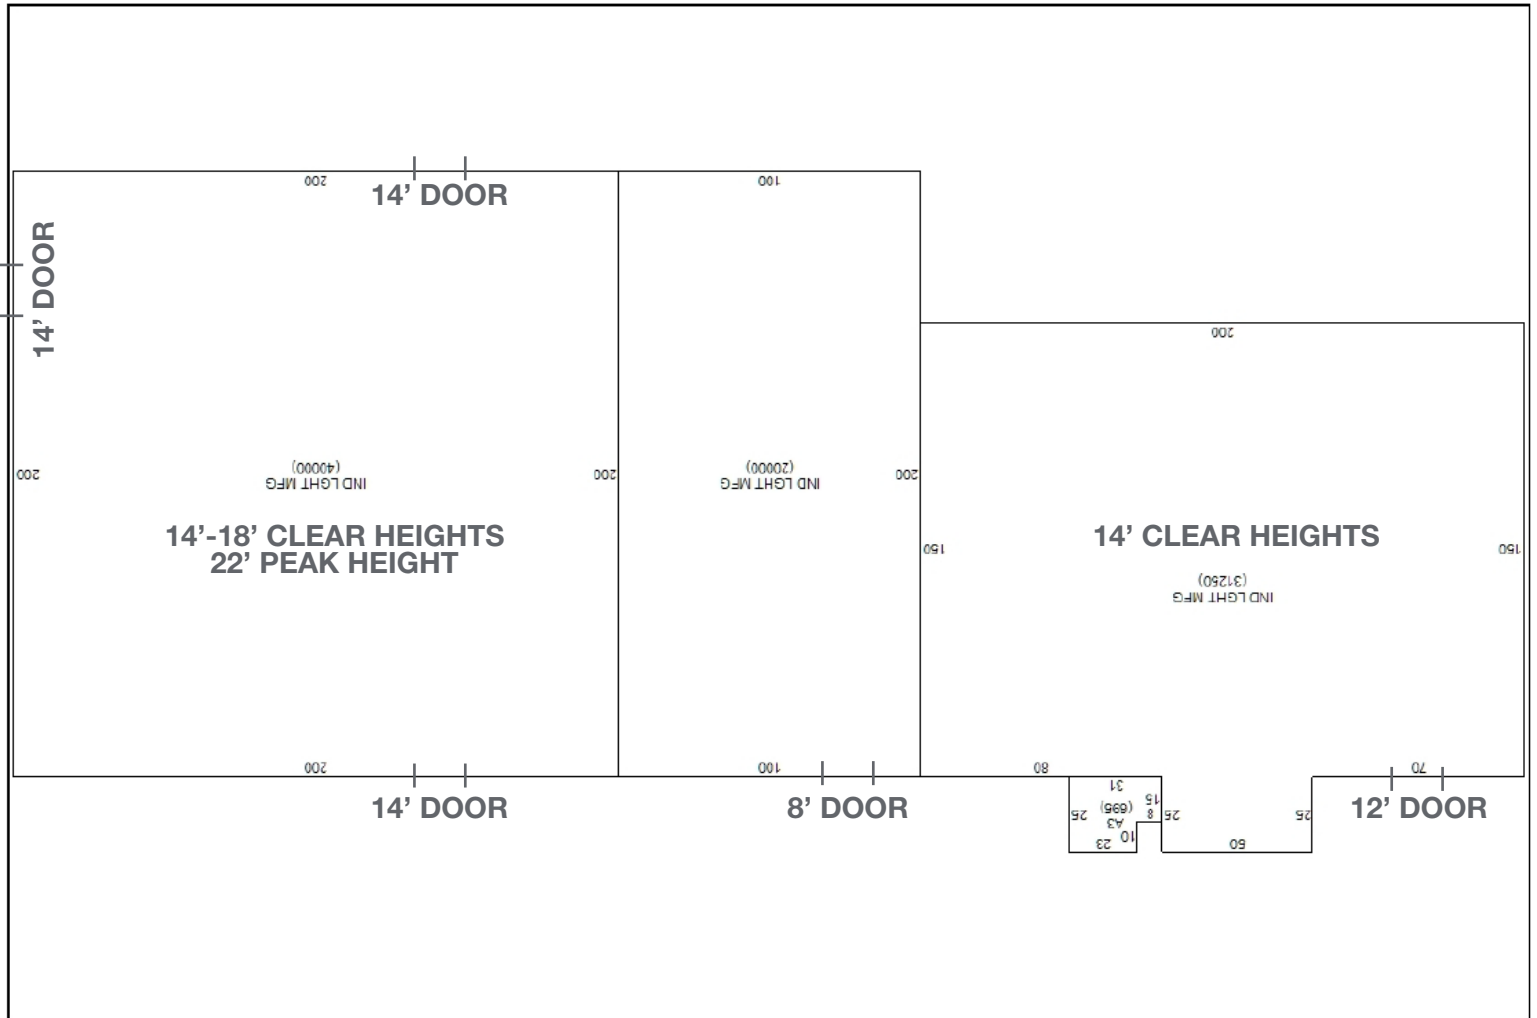 200
14’ DOOR
100
14’ DOOR
200
200
IND LGHT MFG
(40000)
200
IND LGHT MFG
(20000)
200
14’-18’ CLEAR HEIGHTS
22’ PEAK HEIGHT
150
14’ CLEAR HEIGHTS
150
IND LGHT MFG
(31250)
200
14’ DOOR
100
8’ DOOR
80
31
25
A3
(695)
15
8
10
23
25
50
25
70
12’ DOOR